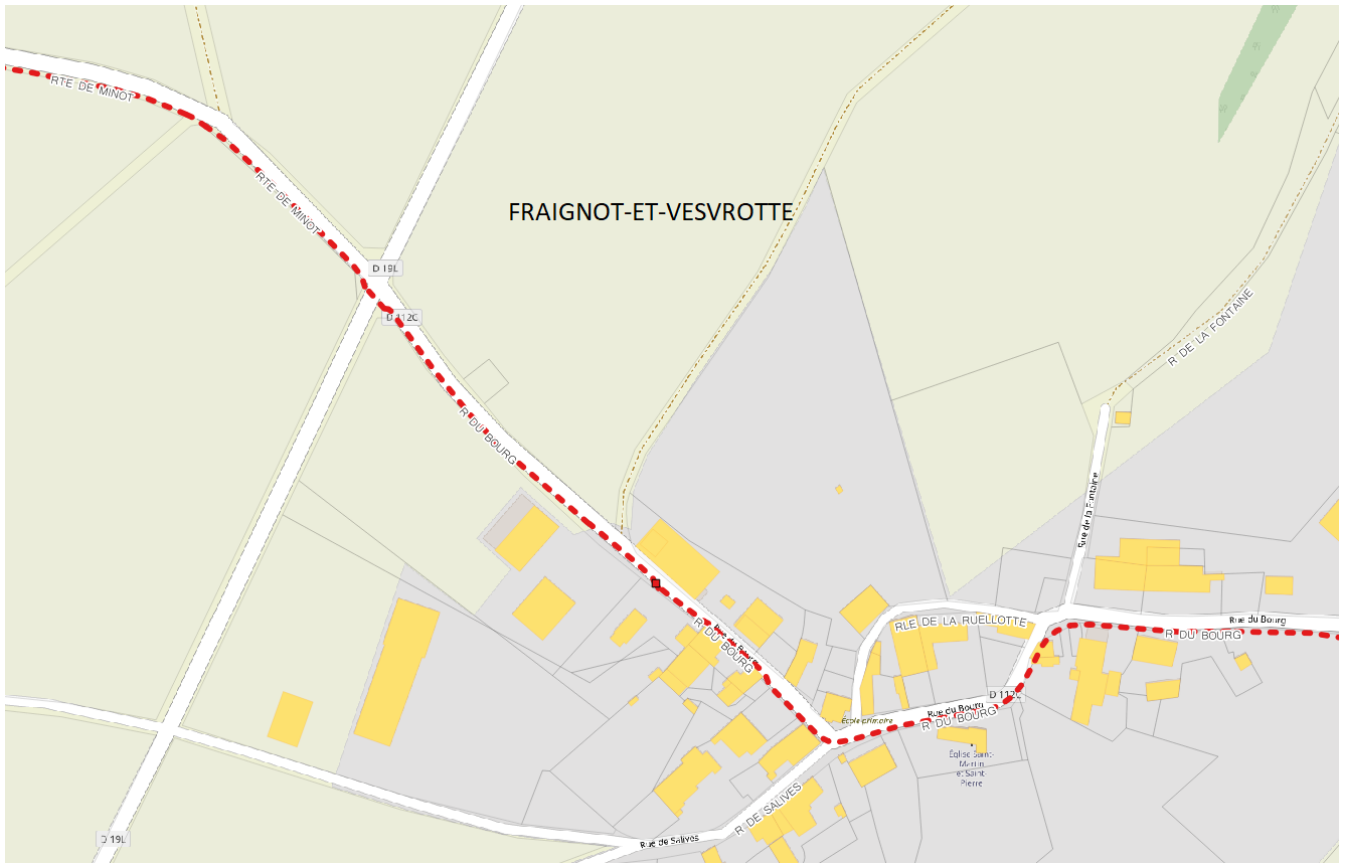 RTE DE MINOT
RTE DE MINOT
FRAIGNOT-ET-VESVROTTE
D 19L
D 112C
R DE LA FONTAINE
R DU BOURG
Rue de la Fontaine
RLE DE LA RUELLOTTE
Rue du Bourg
R DU BOURG
R DU BOURG
D 112C
Rue du Bourg
R DU BOURG
École primaire
Église Saint-
Martin
et Saint
Pierre
R DE SALIVES
Rue de Salives
D 19L